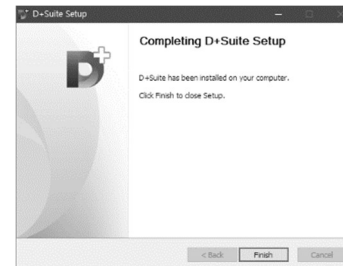 D+Suite Setup
Completing D+Suite Setup
D+
D+Suite has been installed on your computer.
Click Finish to close Setup.
< Back Finish Cancel